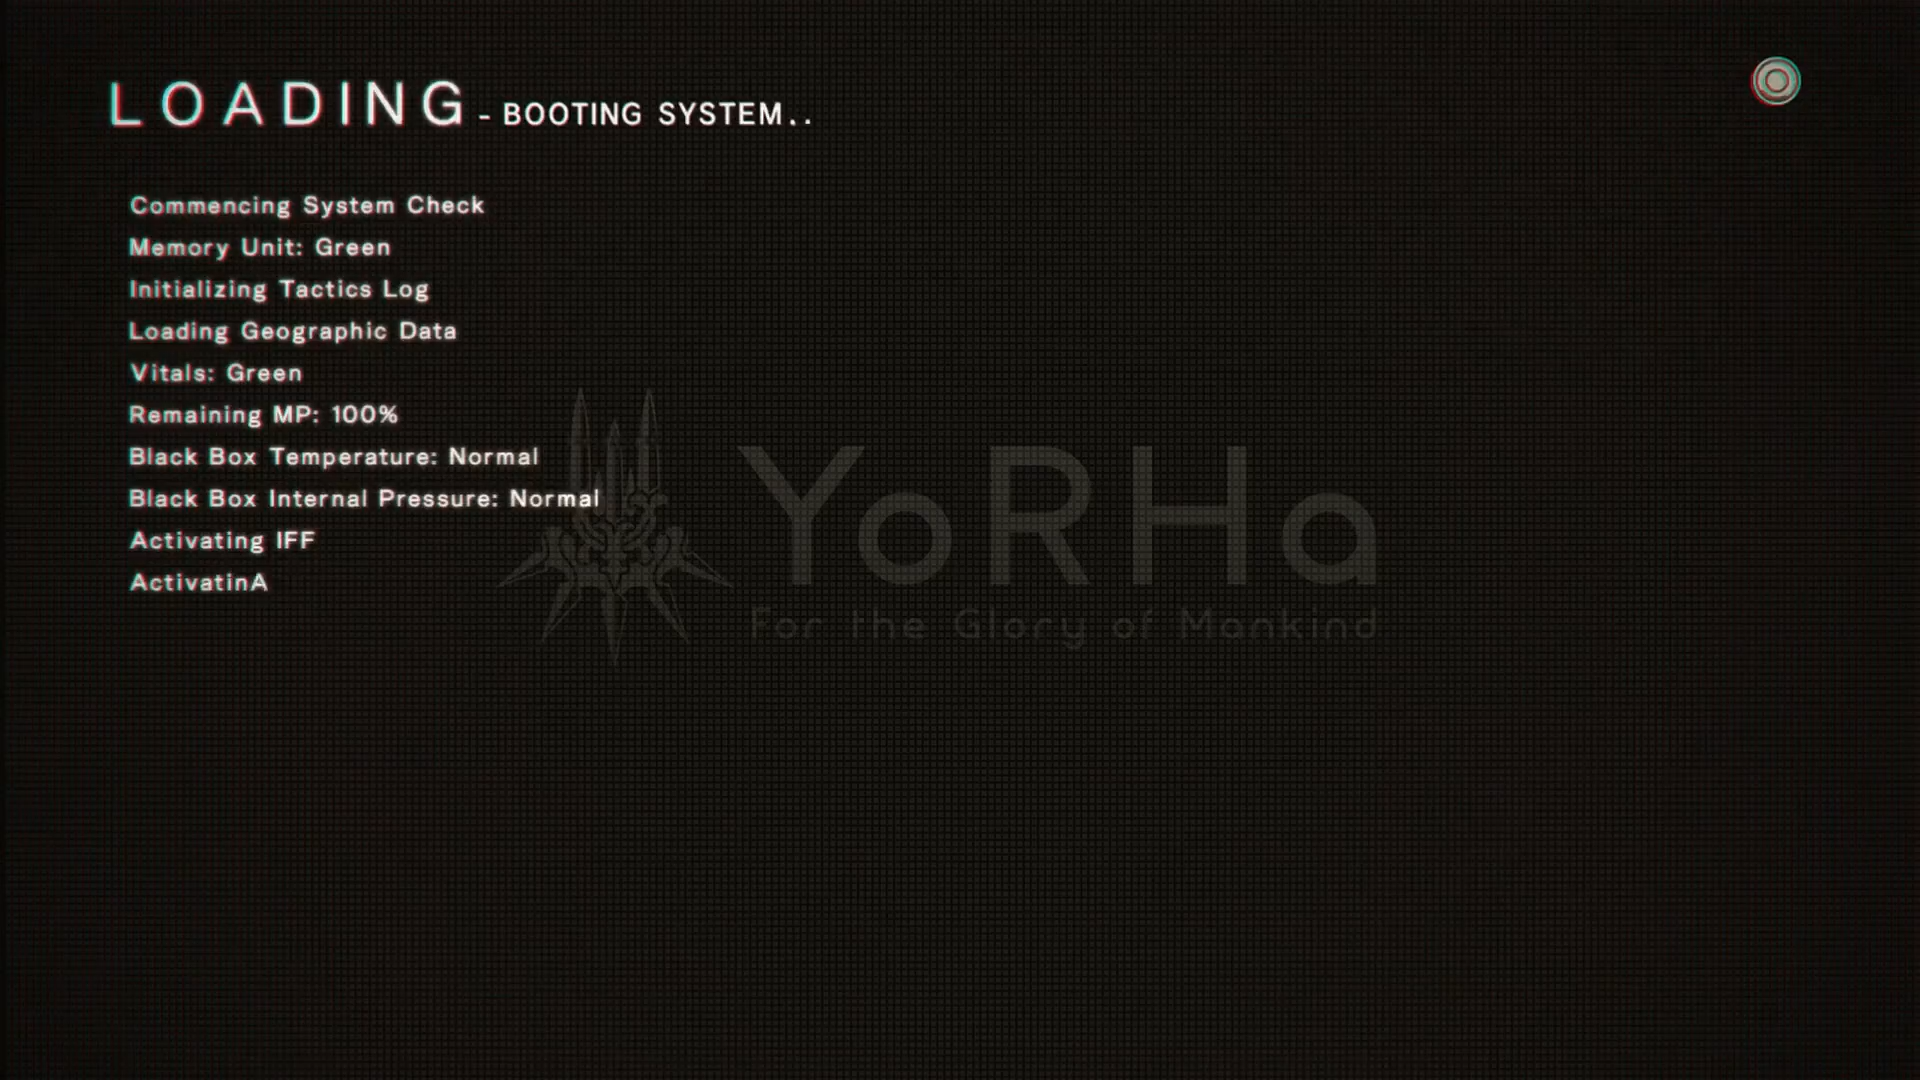 LOADING - BOOTING SYSTEM..
Commencing System Check
Memory Unit: Green
Initializing Tactics Log
Loading Geographic Data
Vitals: Green
Remaining MP: 100%
Black Box Temperature: Normal
Black Box Internal Pressure: Normal
Activating IFF
ActivatinA
YoRHa
For the Glory of Mankind